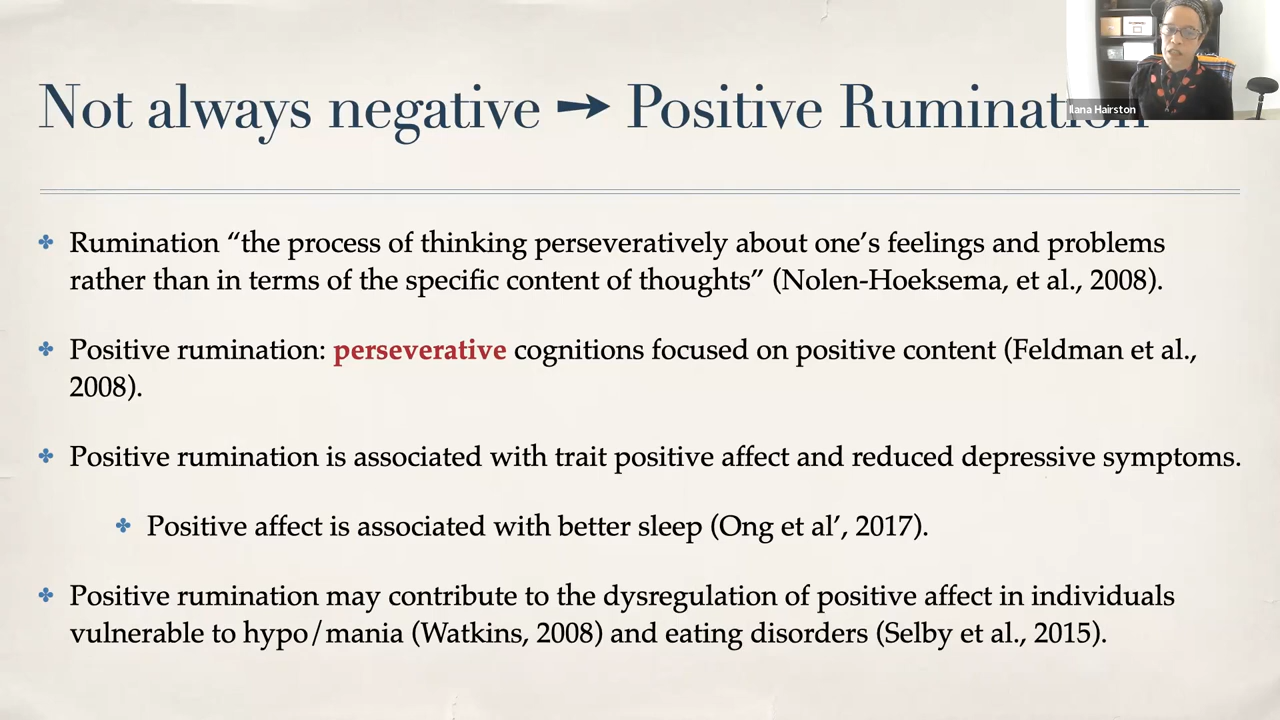 Not always negative → Positive Rumination
Ilana Hairston
Rumination “the process of thinking perseveratively about one’s feelings and problems
rather than in terms of the specific content of thoughts” (Nolen-Hoeksema, et al., 2008).
Positive rumination: perseverative cognitions focused on positive content (Feldman et al.,
2008).
Positive rumination is associated with trait positive affect and reduced depressive symptoms.
Positive affect is associated with better sleep (Ong et al’, 2017).
Positive rumination may contribute to the dysregulation of positive affect in individuals
vulnerable to hypo/mania (Watkins, 2008) and eating disorders (Selby et al., 2015).